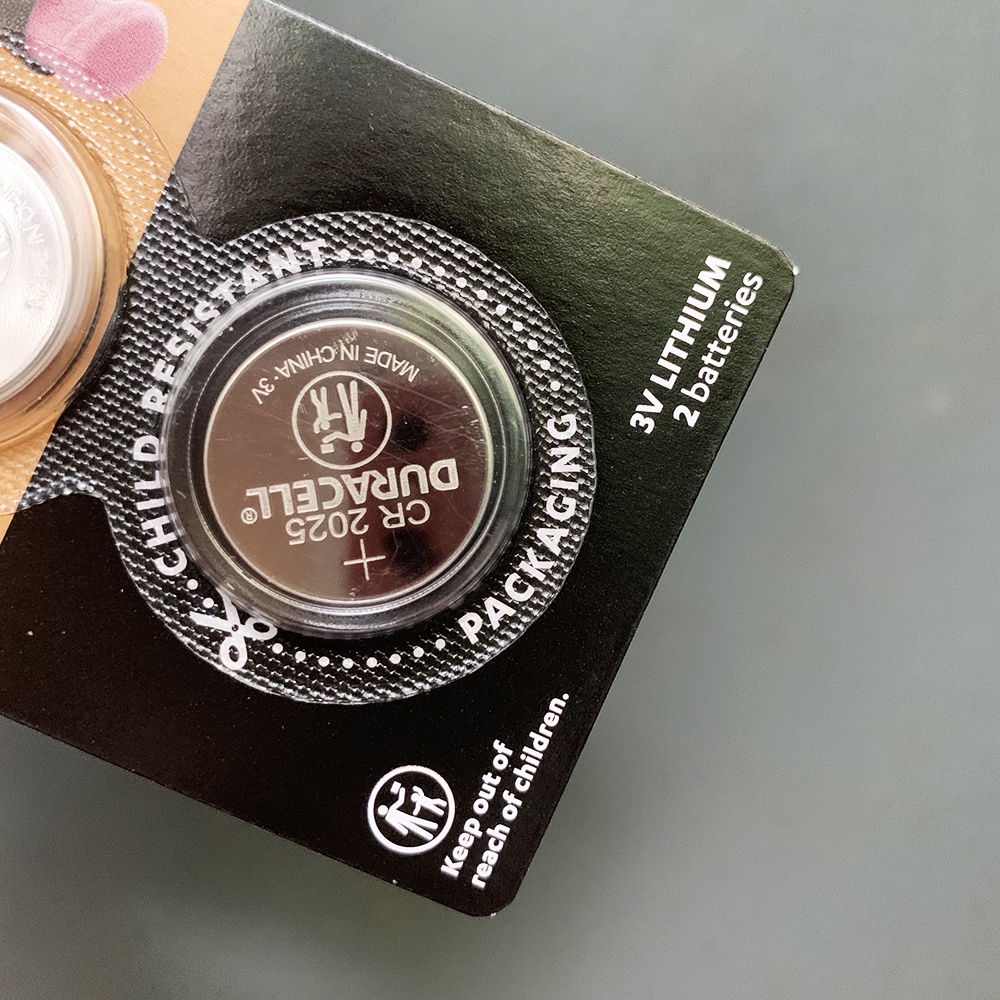 3V LITHIUM
2 batteries
CHILD RESISTANT
PACKAGING
+
CR 2025
DURACELL®
MADE IN CHINA · 3V
Keep out of
reach of children.